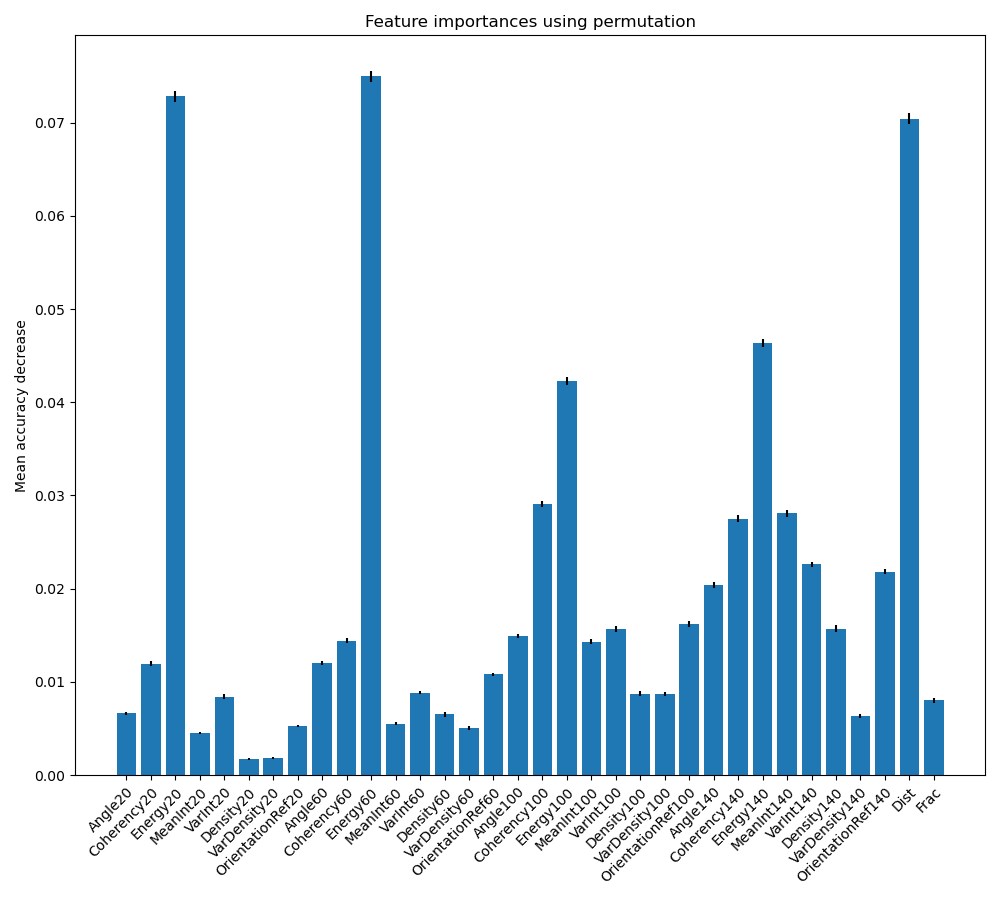 Feature importances using permutation
Mean accuracy decrease
0.07
0.06
0.05
0.04
0.03
0.02
0.01
0.00
Angle20
Coherency20
Energy20
MeanInt20
VarInt20
Density20
VarDensity20
OrientationRef20
Angle60
Coherency60
Energy60
MeanInt60
VarInt60
Density60
VarDensity60
OrientationRef60
Angle100
Coherency100
Energy100
MeanInt100
VarInt100
Density100
VarDensity100
OrientationRef100
Angle140
Coherency140
Energy140
MeanInt140
VarInt140
Density140
VarDensity140
OrientationRef140
Dist
Frac